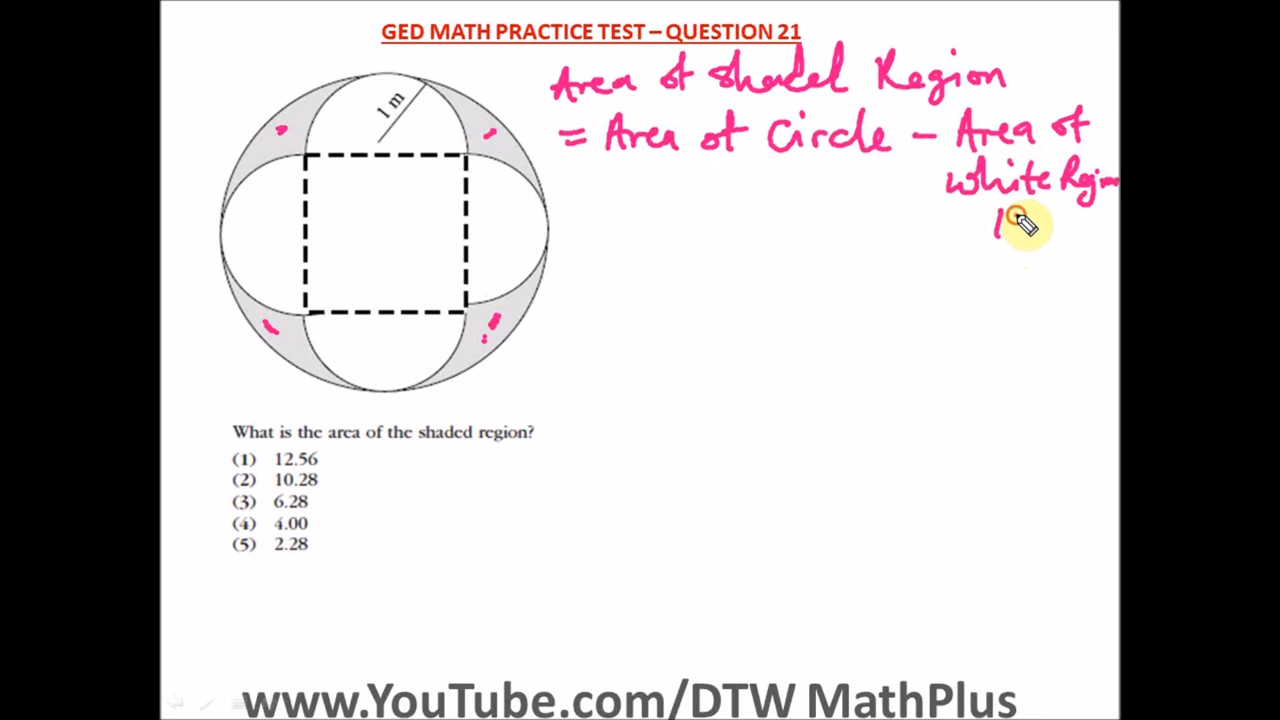 GED MATH PRACTICE TEST – QUESTION 21
Area of Shaded Region
= Area of Circle – Area of
White Region
1 m
What is the area of the shaded region?
(1) 12.56
(2) 10.28
(3) 6.28
(4) 4.00
(5) 2.28
www.YouTube.com/DTW MathPlus